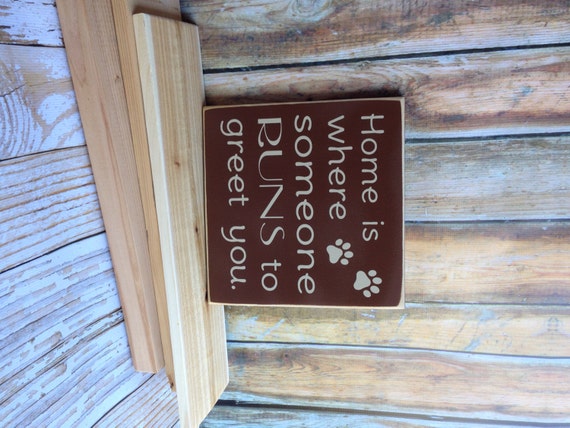 Home is
where
someone
RUNS to
greet you.